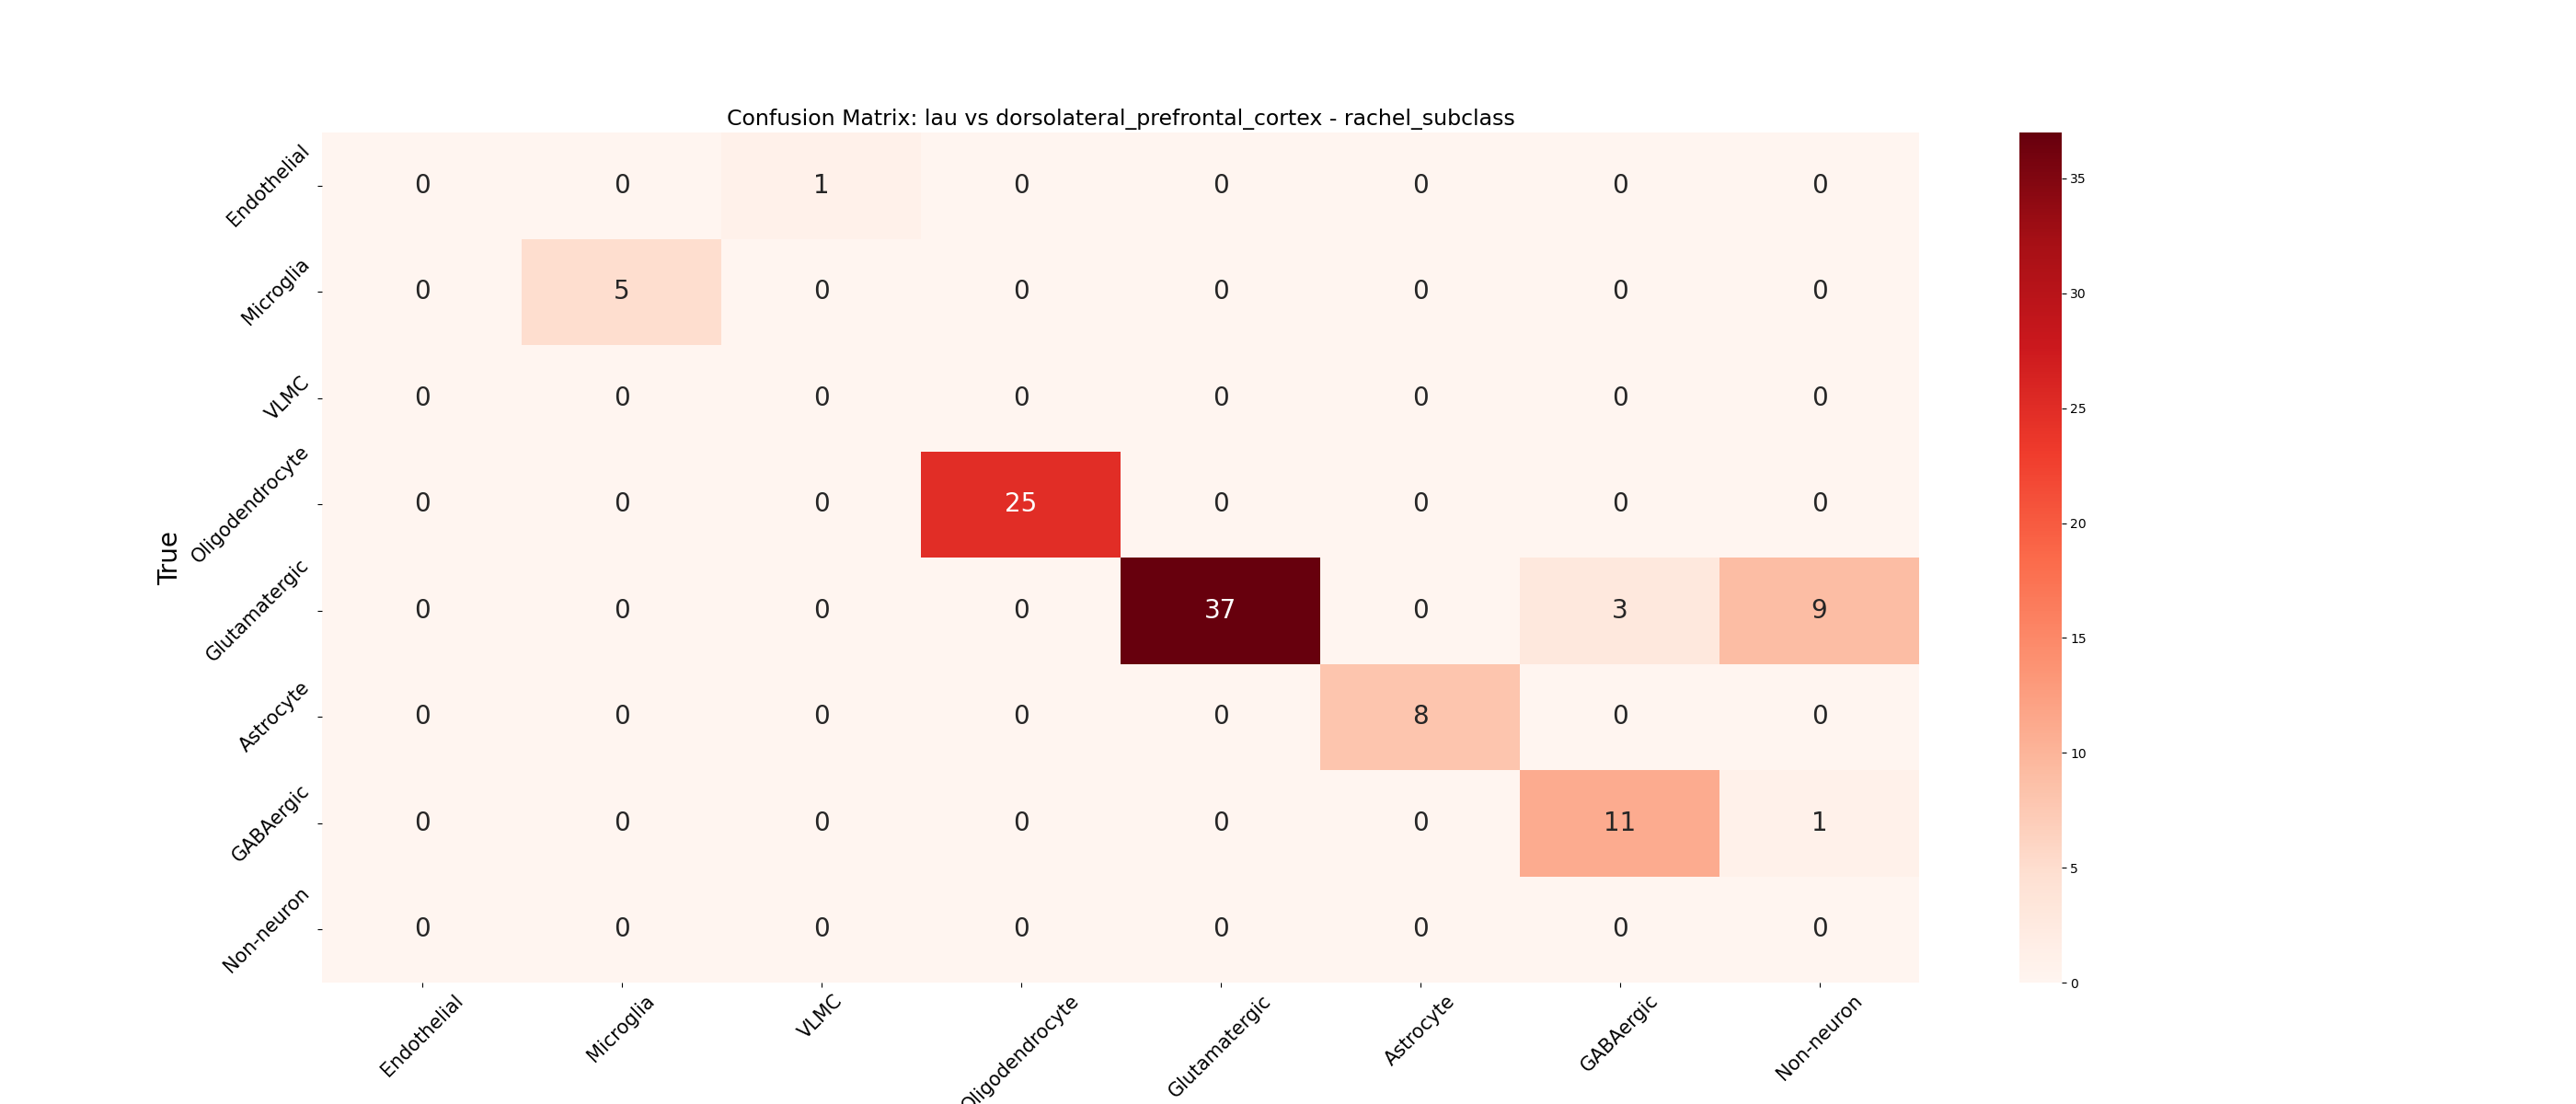 Confusion Matrix: lau vs dorsolateral_prefrontal_cortex - rachel_subclass
True
Endothelial 0 0 1 0 0 0 0 0
Microglia 0 5 0 0 0 0 0 0
VLMC 0 0 0 0 0 0 0 0
Oligodendrocyte 0 0 0 25 0 0 0 0
Glutamatergic 0 0 0 0 37 0 3 9
Astrocyte 0 0 0 0 0 8 0 0
GABAergic 0 0 0 0 0 0 11 1
Non-neuron 0 0 0 0 0 0 0 0
Endothelial Microglia VLMC Oligodendrocyte Glutamatergic Astrocyte GABAergic Non-neuron
35
30
25
20
15
10
5
0